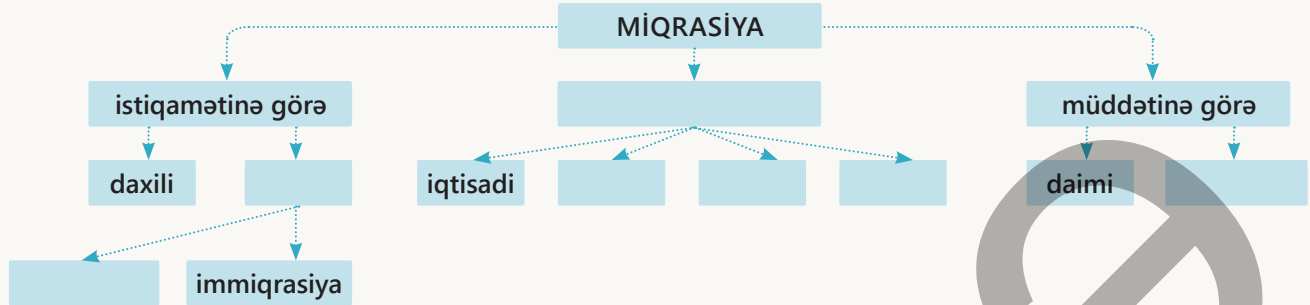 MİQRASİYA
istiqamətinə görə
müddətinə görə
daxili
iqtisadi
daimi
immiqrasiya